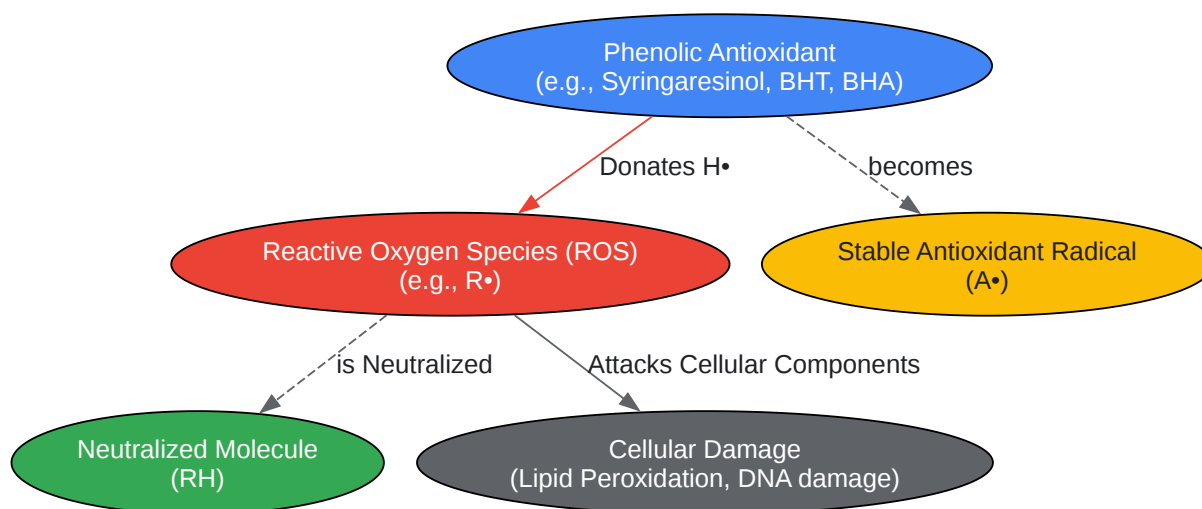 Phenolic Antioxidant
(e.g., Syringaresinol, BHT, BHA)
Donates H•
becomes
Reactive Oxygen Species (ROS)
(e.g., R•)
Stable Antioxidant Radical
(A•)
is Neutralized
Attacks Cellular Components
Neutralized Molecule
(RH)
Cellular Damage
(Lipid Peroxidation, DNA damage)